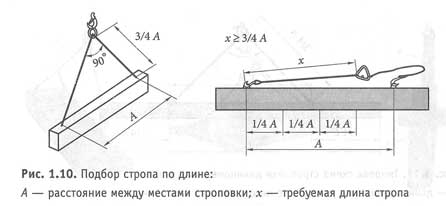 3/4 A
90°
A
x ≥ 3/4 A
x
1/4 A 1/4 A 1/4 A
A
Рис. 1.10. Подбор стропа по длине:
A — расстояние между местами строповки; x — требуемая длина стропа